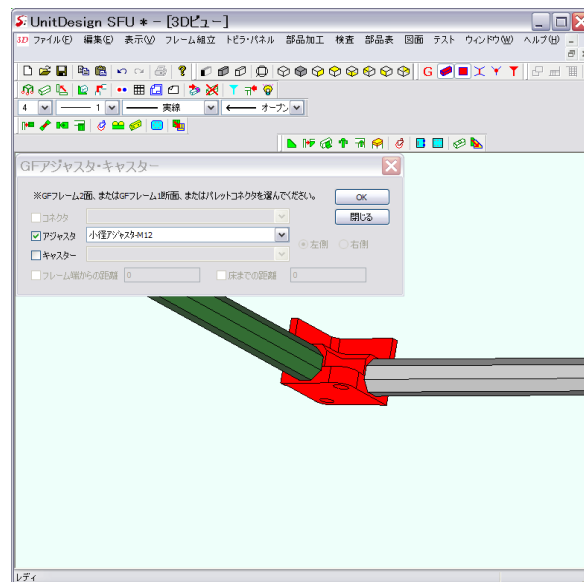 UnitDesign SFU * - [3Dビュー]
3D ファイル(F) 編集(E) 表示(V) フレーム組立 トビラ・パネル 部品加工 検査 部品表 図面 テスト ウィンドウ(W) ヘルプ(H)
G
4 1 実線 オープン
GFアジャスタ・キャスター
※GFフレーム2面、またはGFフレーム1断面、またはパレットコネクタを選んでください。
OK
コネクタ
閉じる
アジャスタ 小径アジャスタ-M12
左側 右側
キャスター
フレーム端からの距離 0 床までの距離 0
レディ